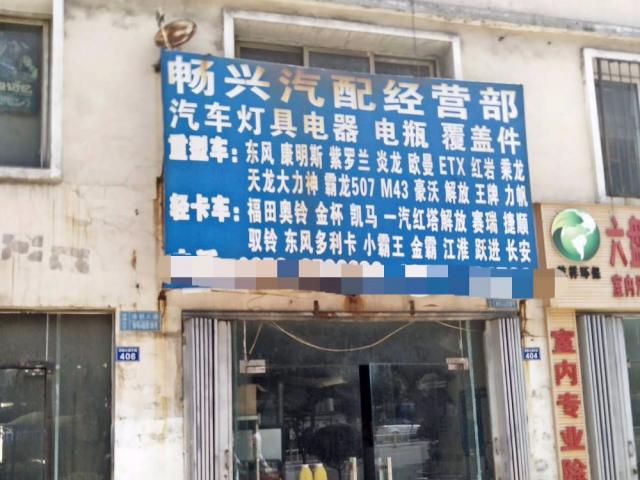 畅兴汽配经营部
汽车灯具电器 电瓶 覆盖件
重型车：东风 康明斯 紫罗兰 炎龙 欧曼 ETX 红岩 乘龙
天龙大力神 霸龙507 M43 豪沃 解放 王牌 力帆
轻卡车：福田奥铃 金杯 凯马 一汽红塔解放 赛瑞 捷顺
驭铃 东风多利卡 小霸王 金霸 江淮 跃进 长安
406
404
六
室内
室内专业除